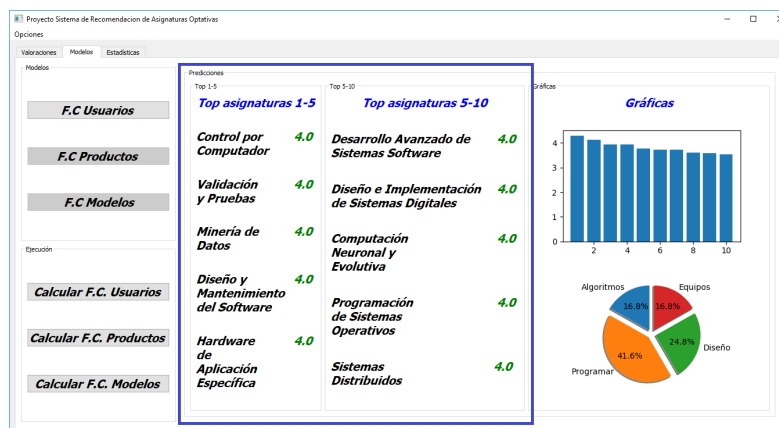 Proyecto Sistema de Recomendacion de Asignaturas Optativas
Opciones
Valoraciones Modelos Estadísticas
Modelos
F.C Usuarios
F.C Productos
F.C Modelos
Ejecución
Calcular F.C. Usuarios
Calcular F.C. Productos
Calcular F.C. Modelos
Predicciones
Top 1-5
Top asignaturas 1-5
Control por 4.0
Computador
Validación 4.0
y Pruebas
Minería de 4.0
Datos
Diseño y 4.0
Mantenimiento
del Software
Hardware 4.0
de
Aplicación
Específica
Top 5-10
Top asignaturas 5-10
Desarrollo Avanzado de 4.0
Sistemas Software
Diseño e Implementación 4.0
de Sistemas Digitales
Computación 4.0
Neuronal y
Evolutiva
Programación 4.0
de Sistemas
Operativos
Sistemas 4.0
Distribuidos
Gráficas
Gráficas
4
3
2
1
0
2 4 6 8 10
Algoritmos Equipos
16.8% 16.8%
24.8% Diseño
41.6%
Programar